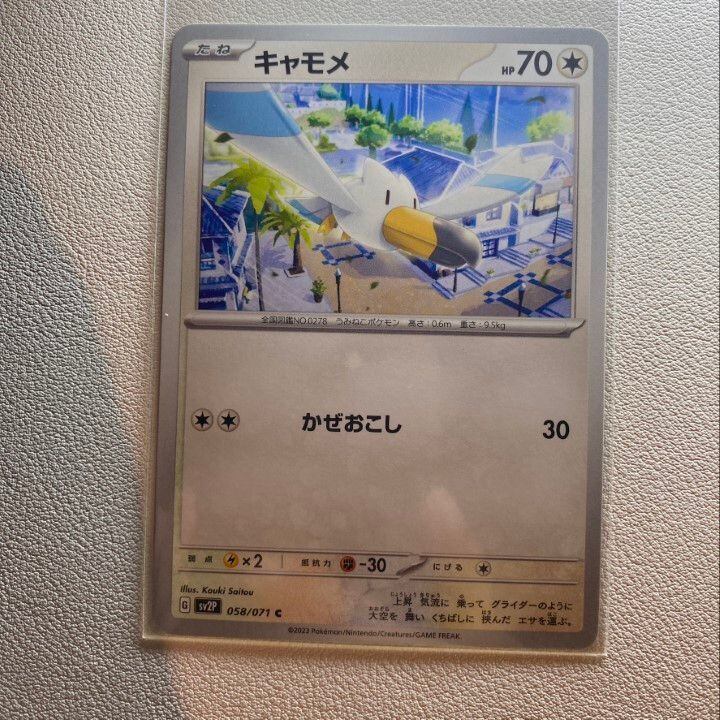 たね キャモメ HP 70
全国図鑑NO.0278 うみねこポケモン 高さ：0.6m 重さ：9.5kg
かぜおこし 30
弱点 ×2 抵抗力 -30 にげる
Illus. Kouki Saitou
G sv2P 058/071 C
上昇気流に 乗って グライダーのように
大空を 舞い くちばしに 挟んだ エサを運ぶ。
©2023 Pokémon/Nintendo/Creatures/GAME FREAK.